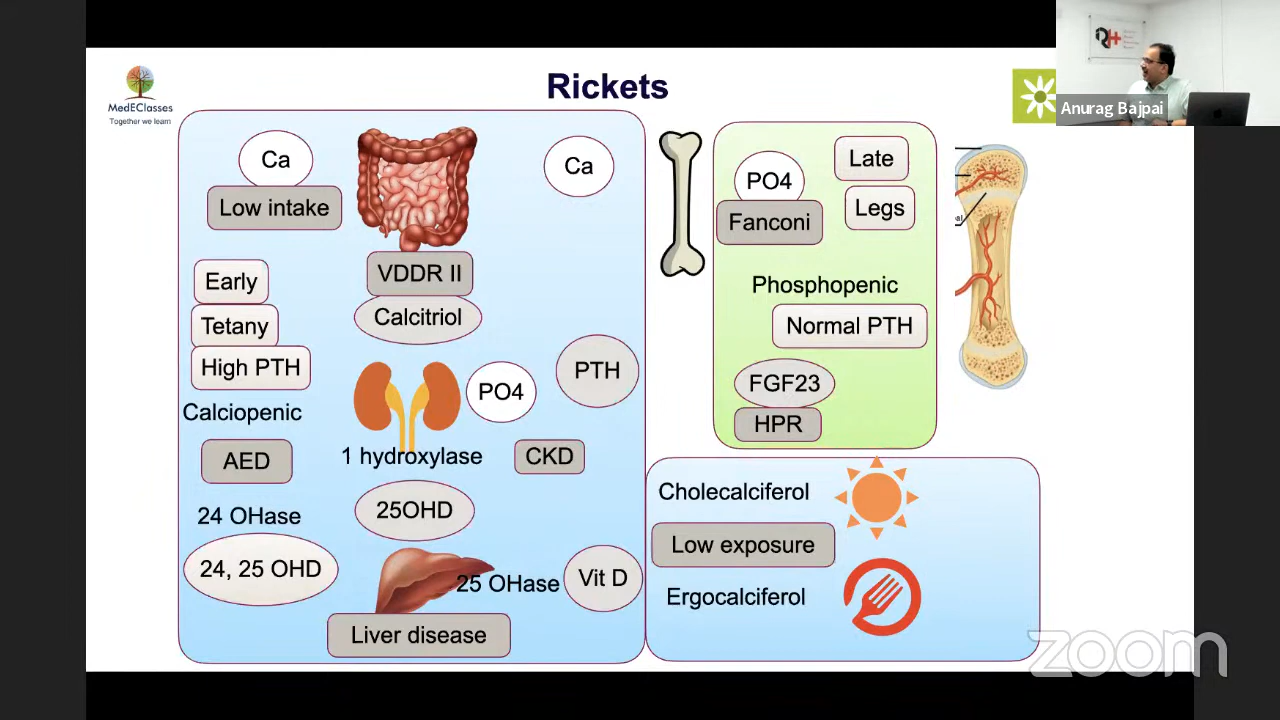 Rickets
MedEClasses
Together we learn
Anurag Bajpai
Ca
Low intake
Ca
Early
Tetany
High PTH
Calciopenic
VDDR II
Calcitriol
PO4
PTH
AED
1 hydroxylase
CKD
24 OHase
25OHD
24, 25 OHD
25 OHase
Vit D
Liver disease
PO4
Fanconi
Late
Legs
Phosphopenic
Normal PTH
FGF23
HPR
Cholecalciferol
Low exposure
Ergocalciferol
zoom